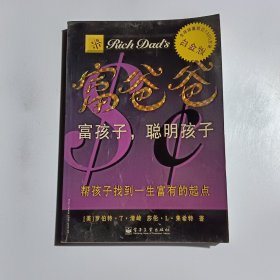 Rich Dad's
白金版
富爸爸
富孩子，聪明孩子
帮孩子找到一生富有的起点
[美]罗伯特·T·清崎 莎伦·L·莱希特 著
电子工业出版社